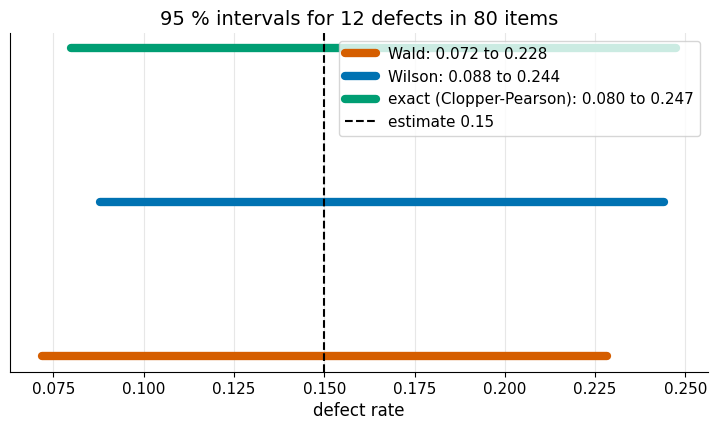 95 % intervals for 12 defects in 80 items
Wald: 0.072 to 0.228
Wilson: 0.088 to 0.244
exact (Clopper-Pearson): 0.080 to 0.247
estimate 0.15
0.075 0.100 0.125 0.150 0.175 0.200 0.225 0.250
defect rate